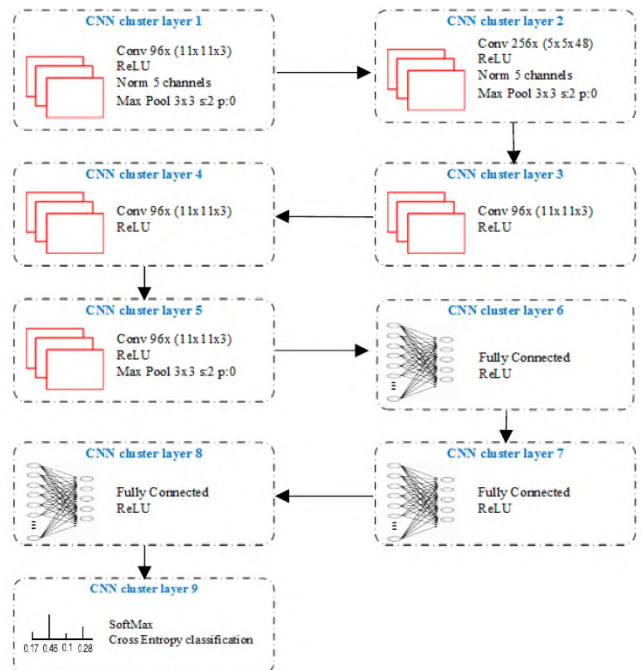 CNN cluster layer 1
Conv 96x (11x11x3)
ReLU
Norm 5 channels
Max Pool 3x3 s:2 p:0
CNN cluster layer 2
Conv 256x (5x5x48)
ReLU
Norm 5 channels
Max Pool 3x3 s:2 p:0
CNN cluster layer 3
Conv 96x (11x11x3)
ReLU
CNN cluster layer 4
Conv 96x (11x11x3)
ReLU
CNN cluster layer 5
Conv 96x (11x11x3)
ReLU
Max Pool 3x3 s:2 p:0
CNN cluster layer 6
Fully Connected
ReLU
CNN cluster layer 7
Fully Connected
ReLU
CNN cluster layer 8
Fully Connected
ReLU
CNN cluster layer 9
SoftMax
Cross Entropy classification
0.17 0.46 0.1 0.28